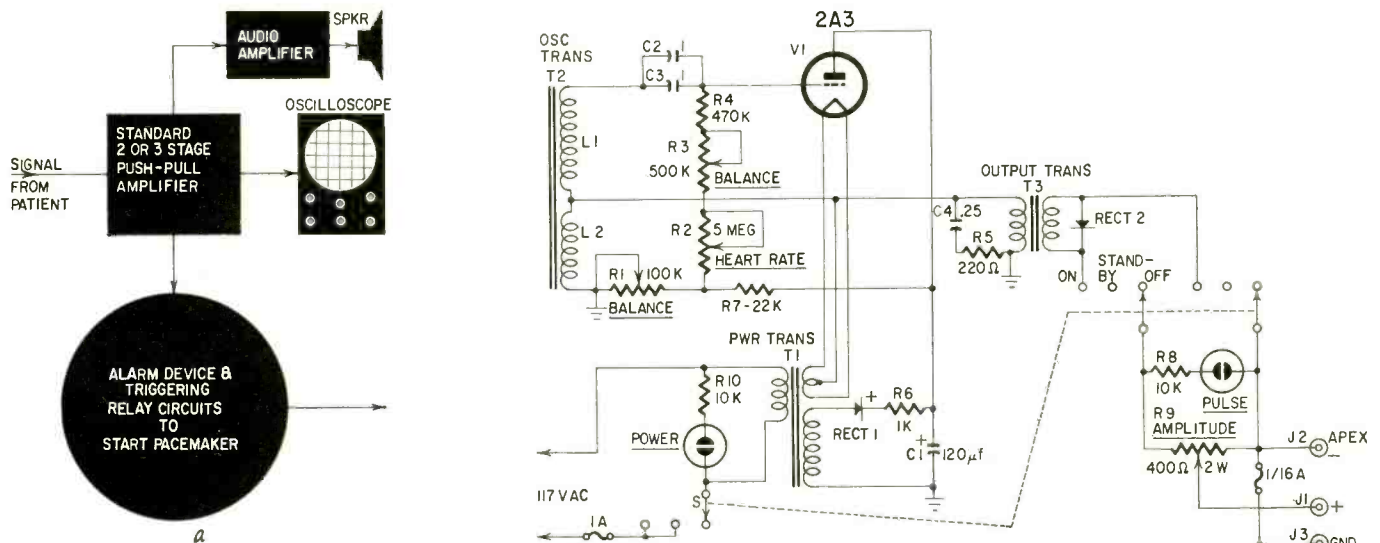 SPKR
AUDIO
AMPLIFIER
OSCILLOSCOPE
STANDARD
2 OR 3 STAGE
PUSH-PULL
AMPLIFIER
SIGNAL
FROM
PATIENT
ALARM DEVICE &
TRIGGERING
RELAY CIRCUITS
TO
START PACEMAKER
a
2A3
OSC
TRANS
T2
C2 1
C3 1
V1
L1
R4
470K
R3
500K
BALANCE
L2
R2 5 MEG
HEART RATE
R1 100K
BALANCE
R7-22K
C4 .25
R5
220Ω
OUTPUT TRANS
T3
RECT 2
ON STAND-
BY OFF
PWR TRANS
T1
R10
10K
POWER
RECT 1
+
R6
1K
+
C1 120μf
117 VAC
S
1A
R8
10K
PULSE
R9
AMPLITUDE
400Ω 2W
J2 APEX
−
1/16A
J1 +
J3 GND